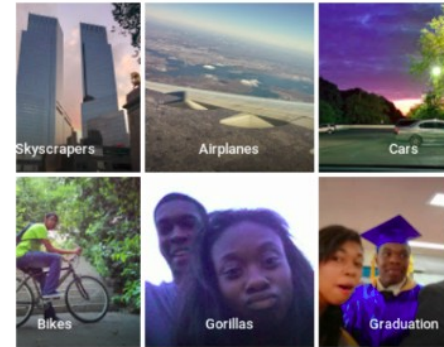 Skyscrapers
Airplanes
Cars
Bikes
Gorillas
Graduation